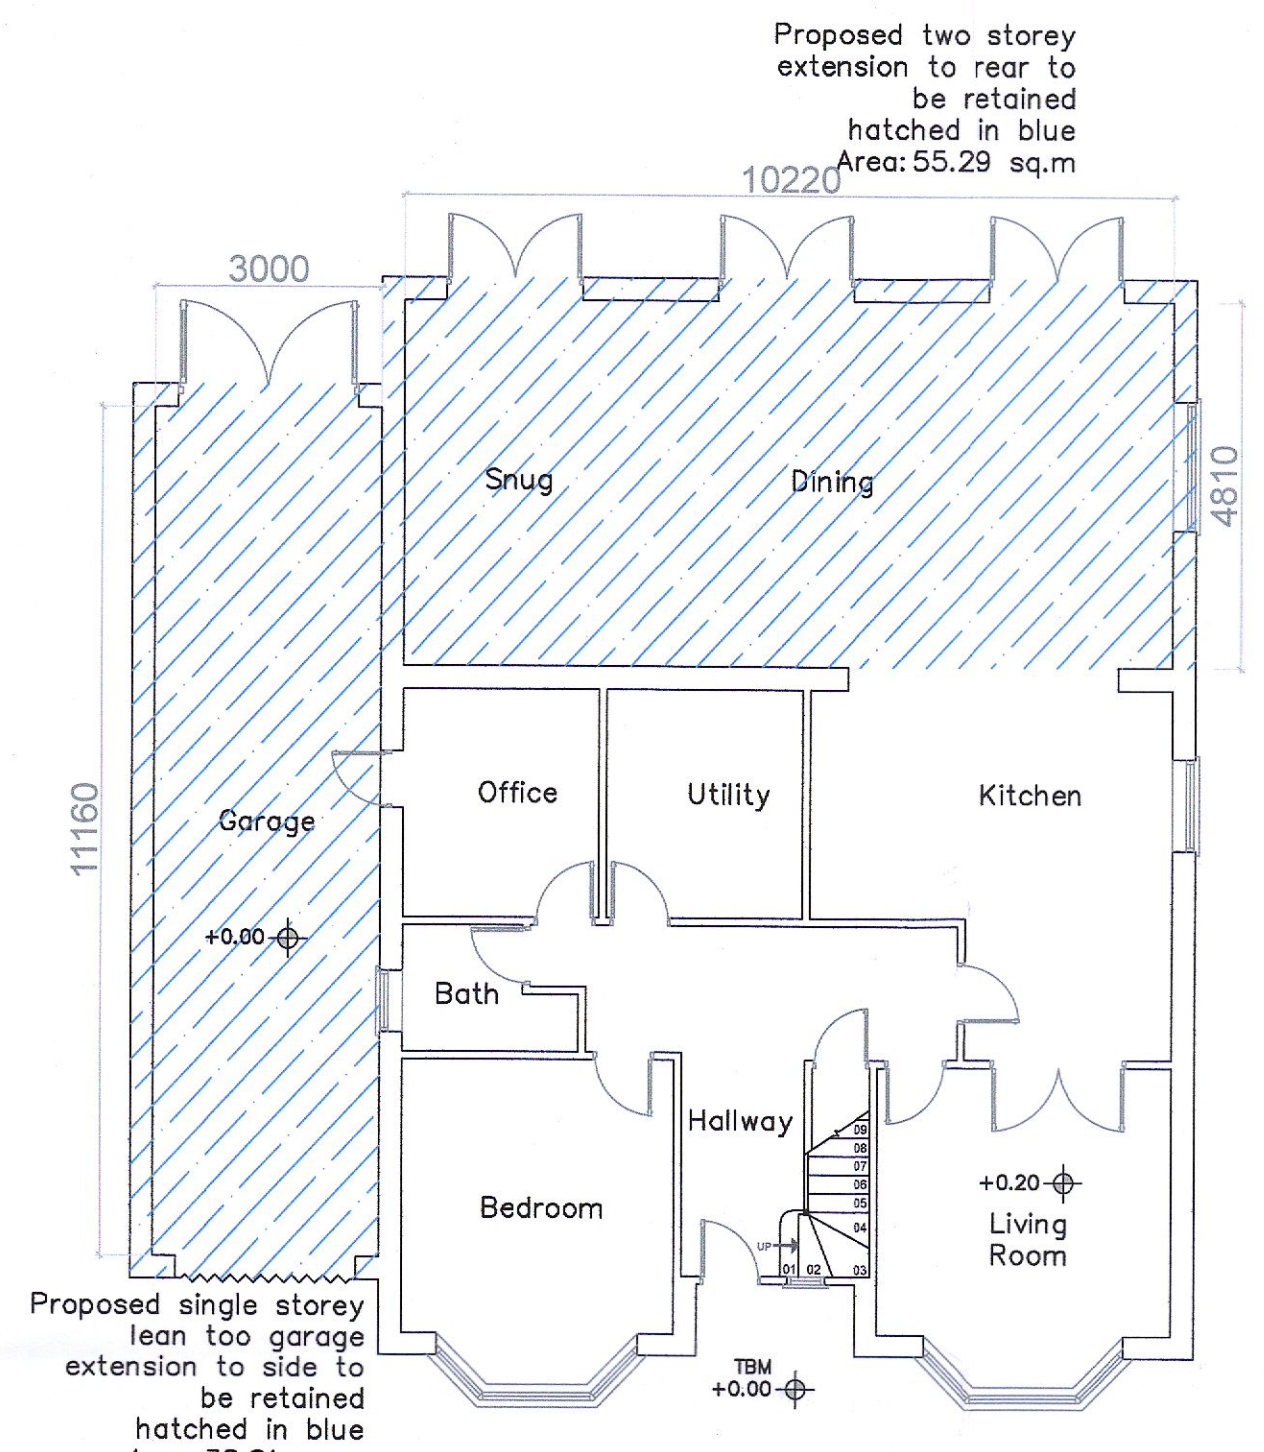 Proposed two storey
extension to rear to
be retained
hatched in blue
Area: 55.29 sq.m
10220
3000
Snug
Dining
4810
Office
Utility
Kitchen
11160
Garage
+0.00
Bath
Hallway
09
08
07
06
05
04
03
02
01
UP
Bedroom
+0.20
Living
Room
Proposed single storey
lean too garage
extension to side to
be retained
hatched in blue
TBM
+0.00